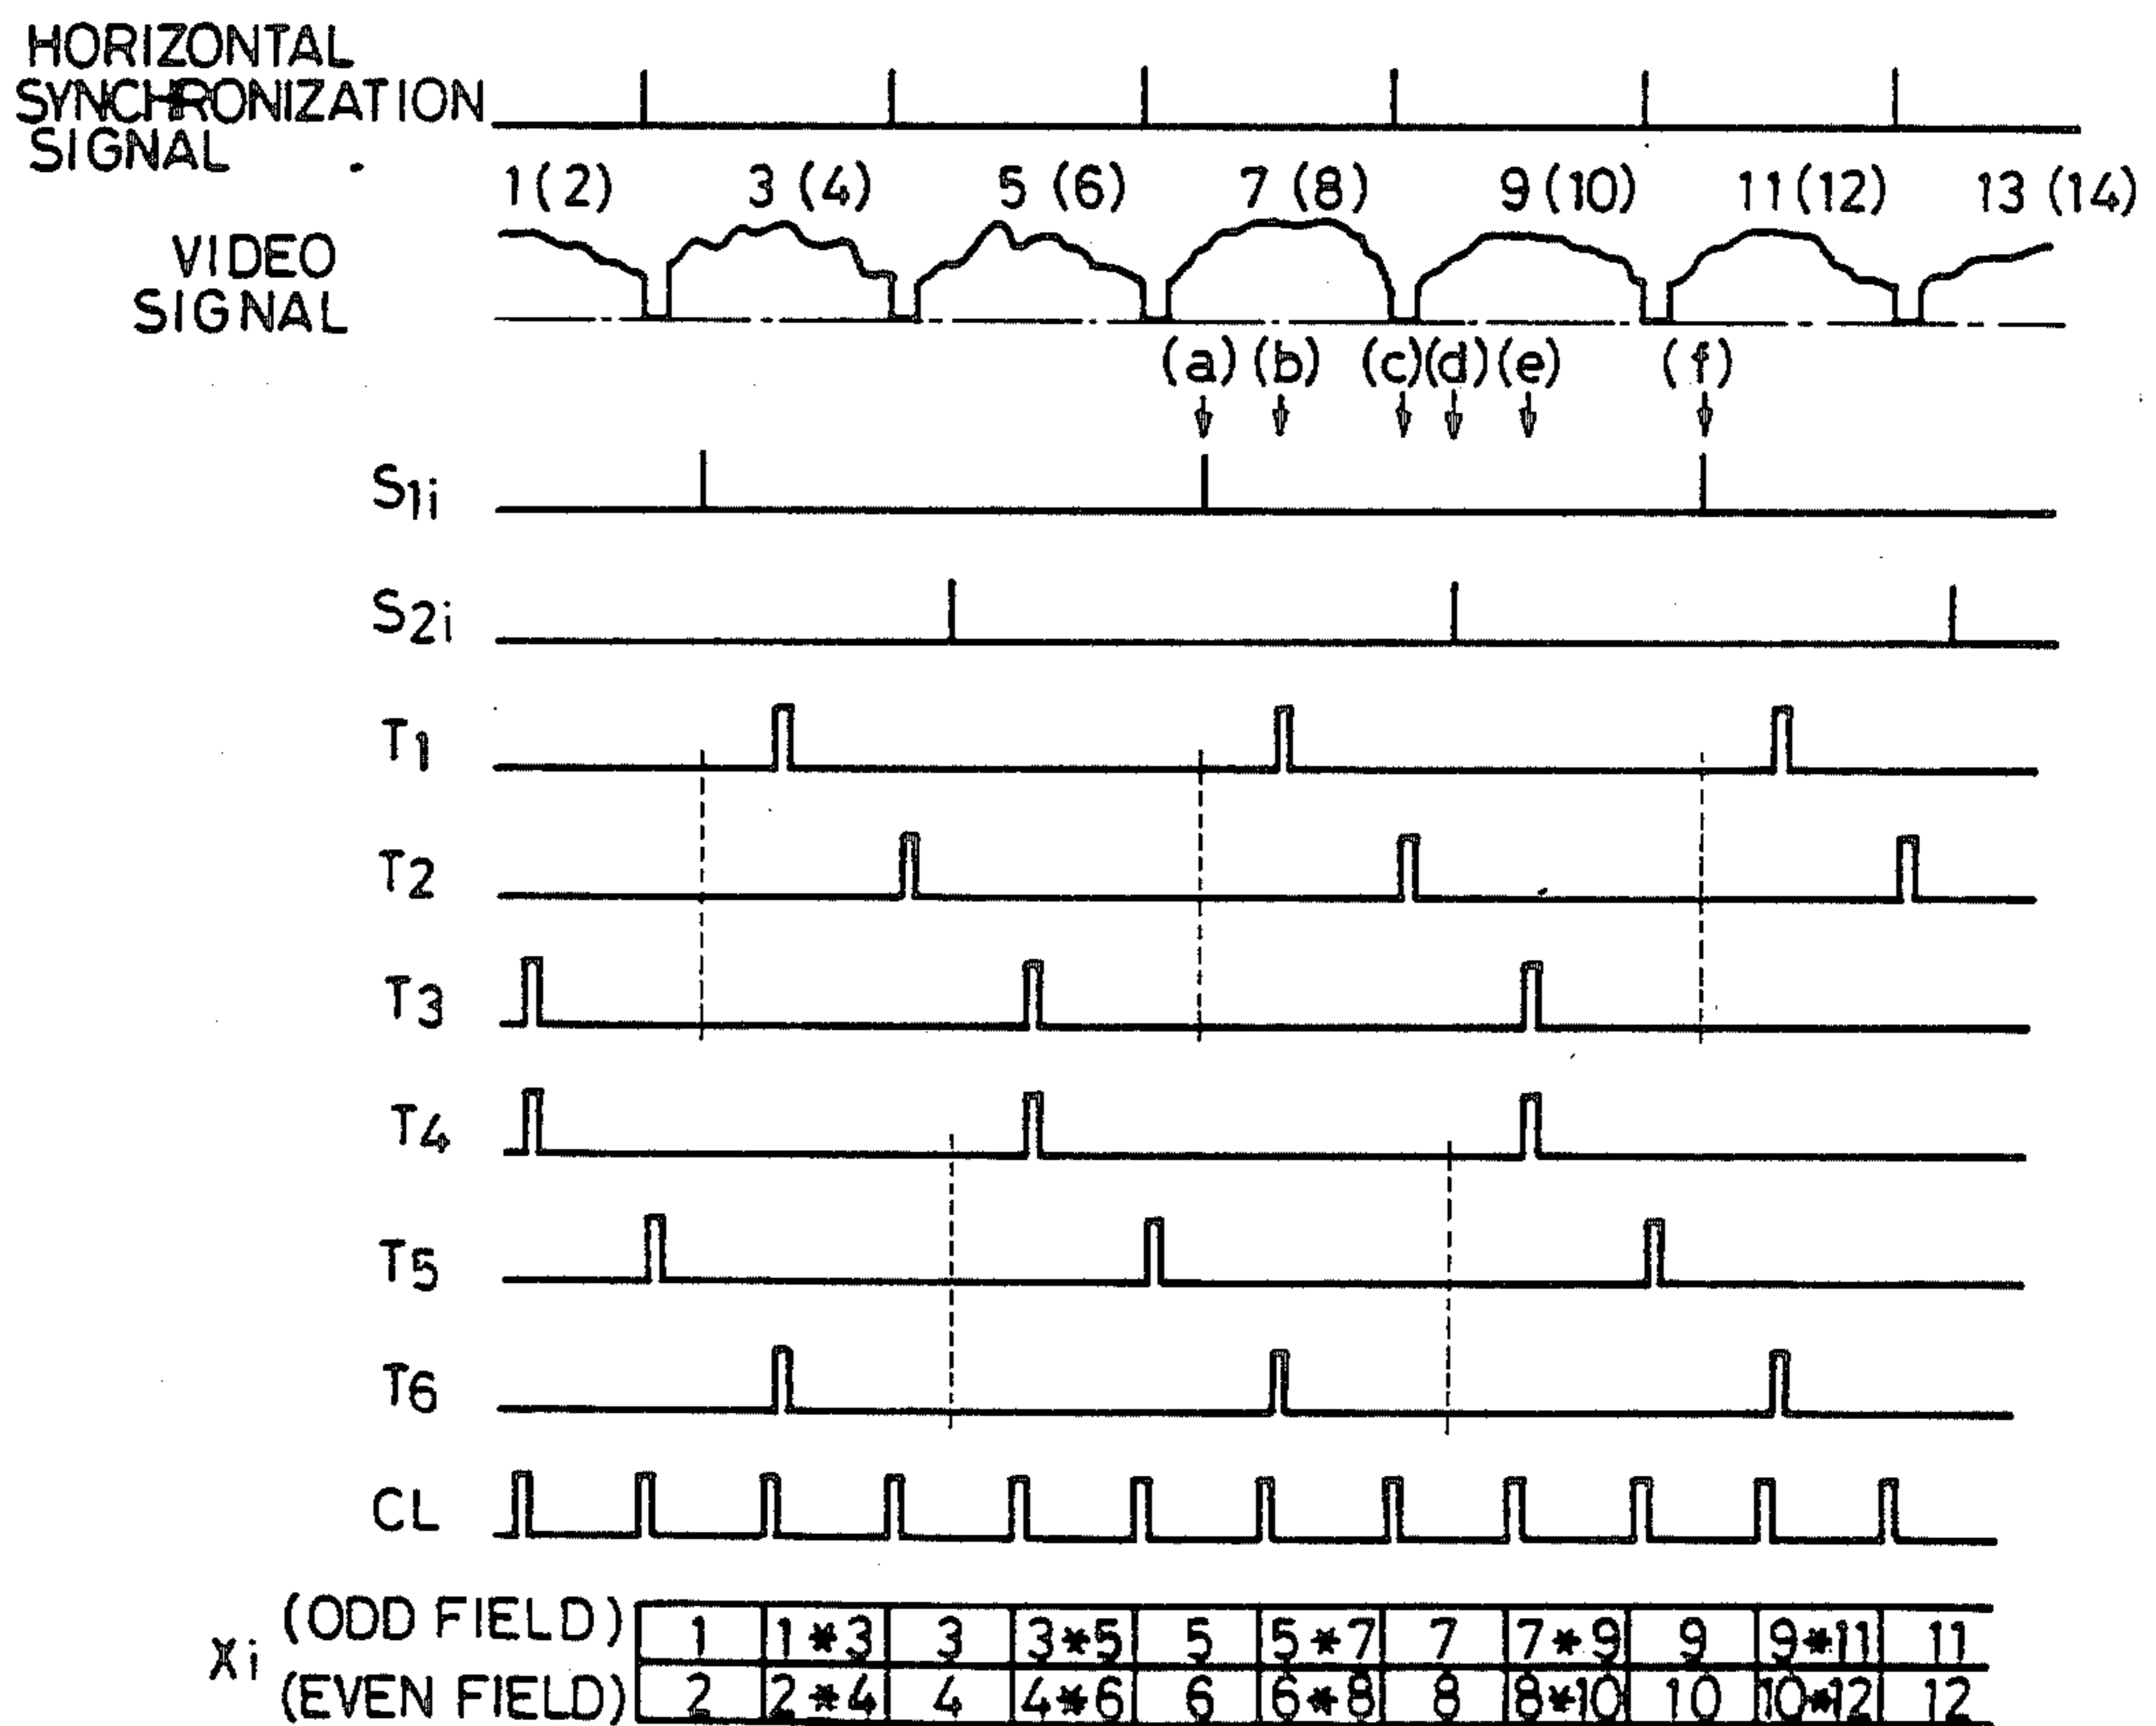 HORIZONTAL
SYNCHRONIZATION
SIGNAL
1(2) 3 (4) 5 (6) 7 (8) 9 (10) 11(12) 13 (14)
VIDEO
SIGNAL
(a) (b) (c) (d) (e) (f)
S1i
S2i
T1
T2
T3
T4
T5
T6
CL
Xi
(ODD FIELD) 1 1*3 3 3*5 5 5*7 7 7*9 9 9*11 11
(EVEN FIELD) 2 2*4 4 4*6 6 6*8 8 8*10 10 10*12 12